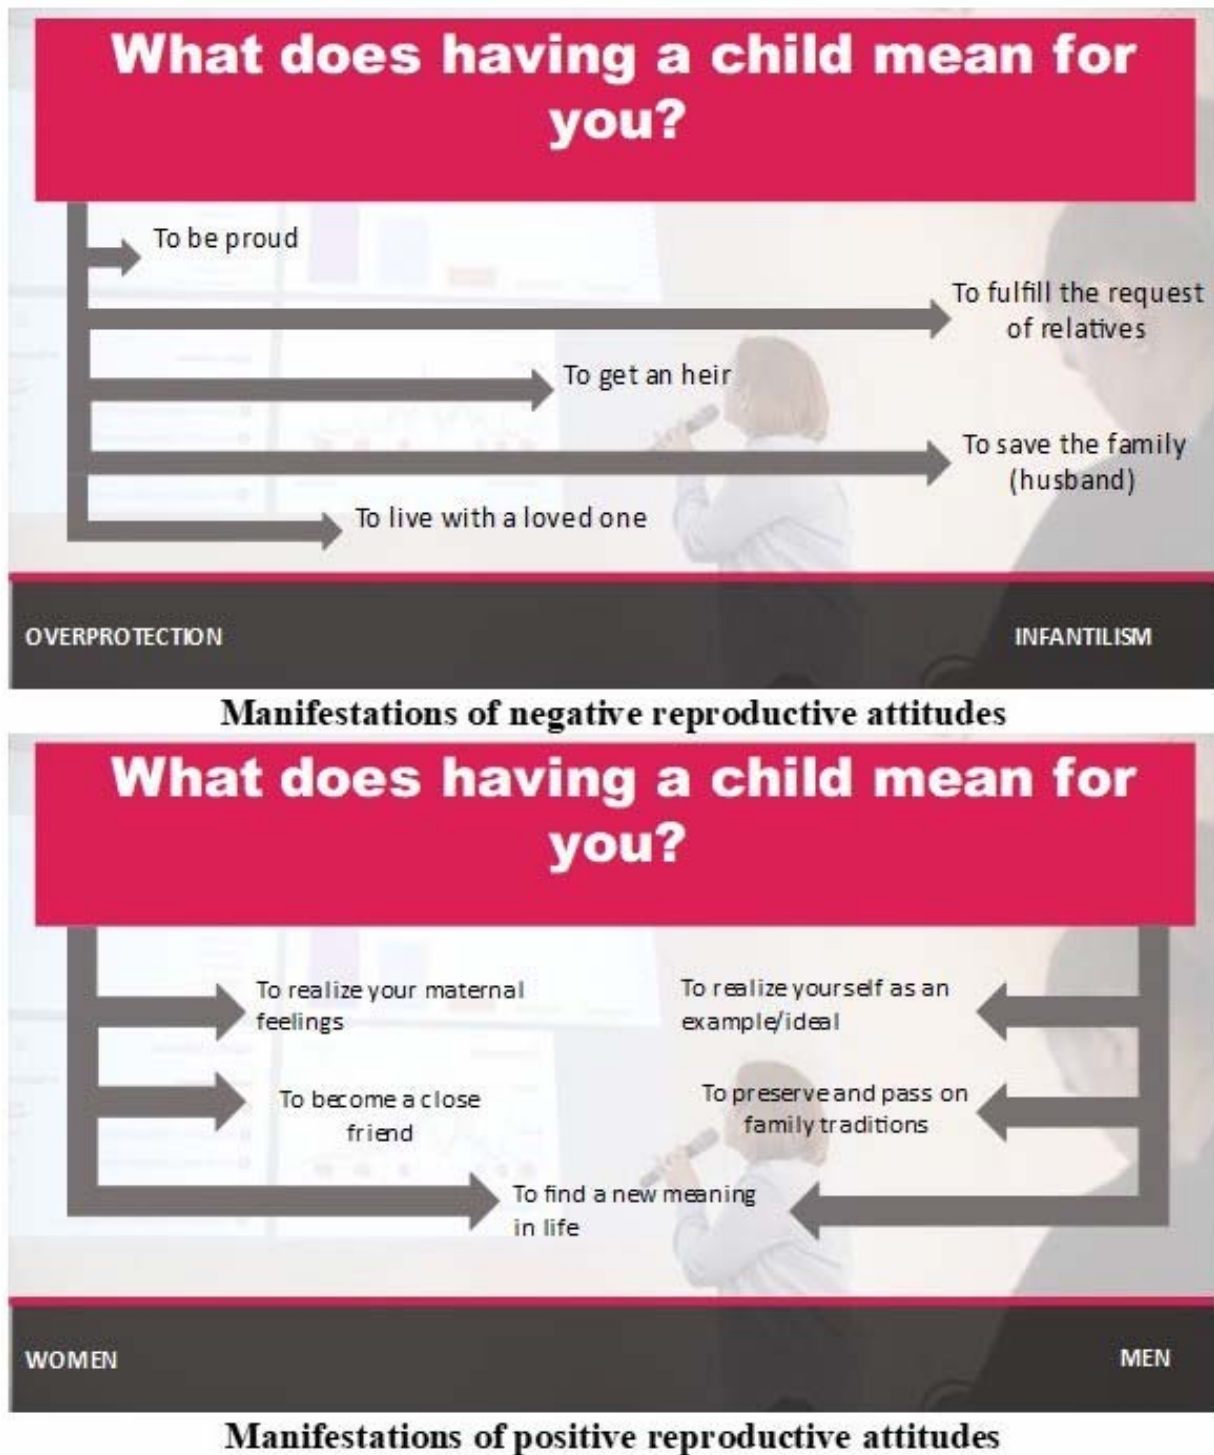 What does having a child mean for
you?
To be proud
To fulfill the request
of relatives
To get an heir
To save the family
(husband)
To live with a loved one
OVERPROTECTION
INFANTILISM
Manifestations of negative reproductive attitudes
What does having a child mean for
you?
To realize your maternal
feelings
To realize yourself as an
example/ideal
To become a close
friend
To preserve and pass on
family traditions
To find a new meaning
in life
WOMEN
MEN
Manifestations of positive reproductive attitudes